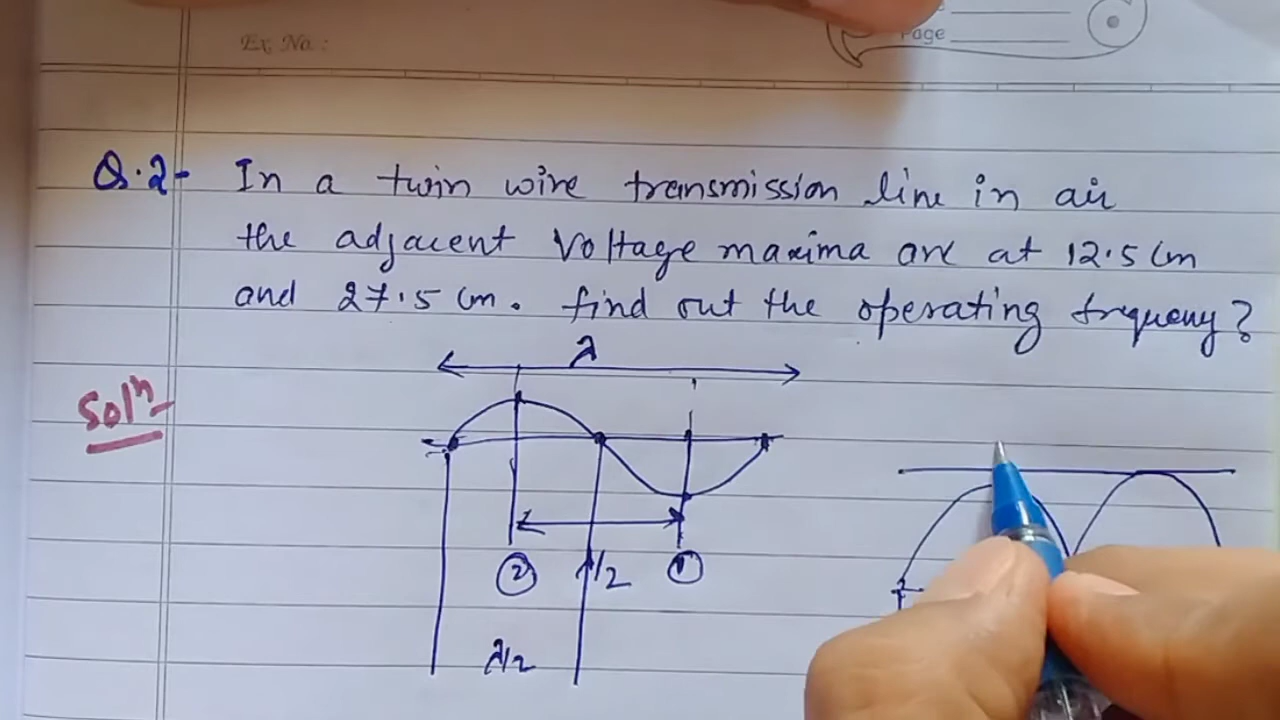 Ex. No. :
Page
Q.2- In a twin wire transmission line in air
the adjacent Voltage maxima are at 12.5 cm
and 27.5 cm. find out the operating frequency?
Solⁿ-
λ
② λ/2 ①
λ/2